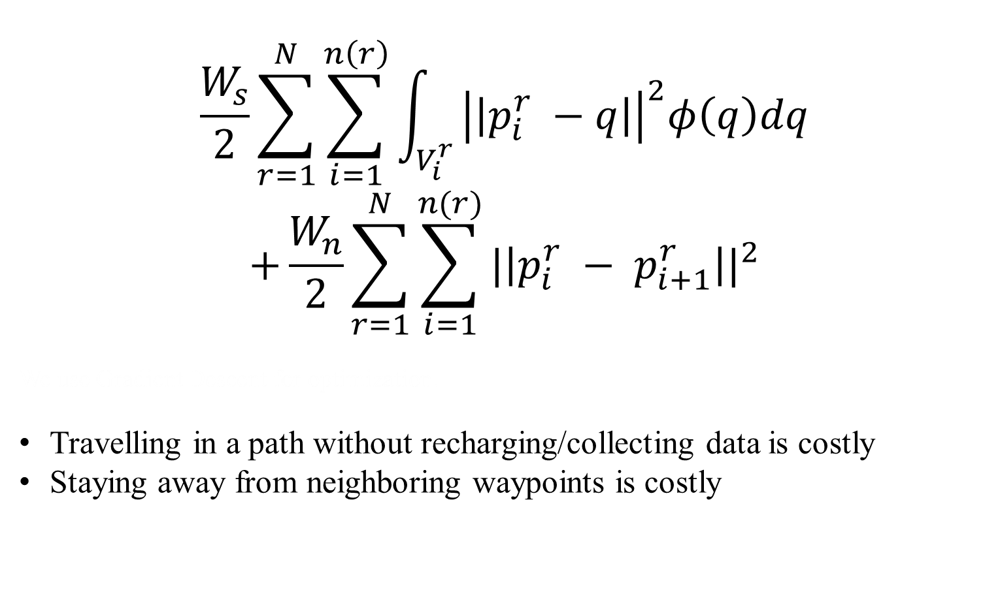 $\frac{W_s}{2} \sum_{r=1}^{N} \sum_{i=1}^{n(r)} \int_{V_i^r} ||p_i^r - q||^2 \phi(q) dq$
$+ \frac{W_n}{2} \sum_{r=1}^{N} \sum_{i=1}^{n(r)} ||p_i^r - p_{i+1}^r||^2$
• Travelling in a path without recharging/collecting data is costly
• Staying away from neighboring waypoints is costly